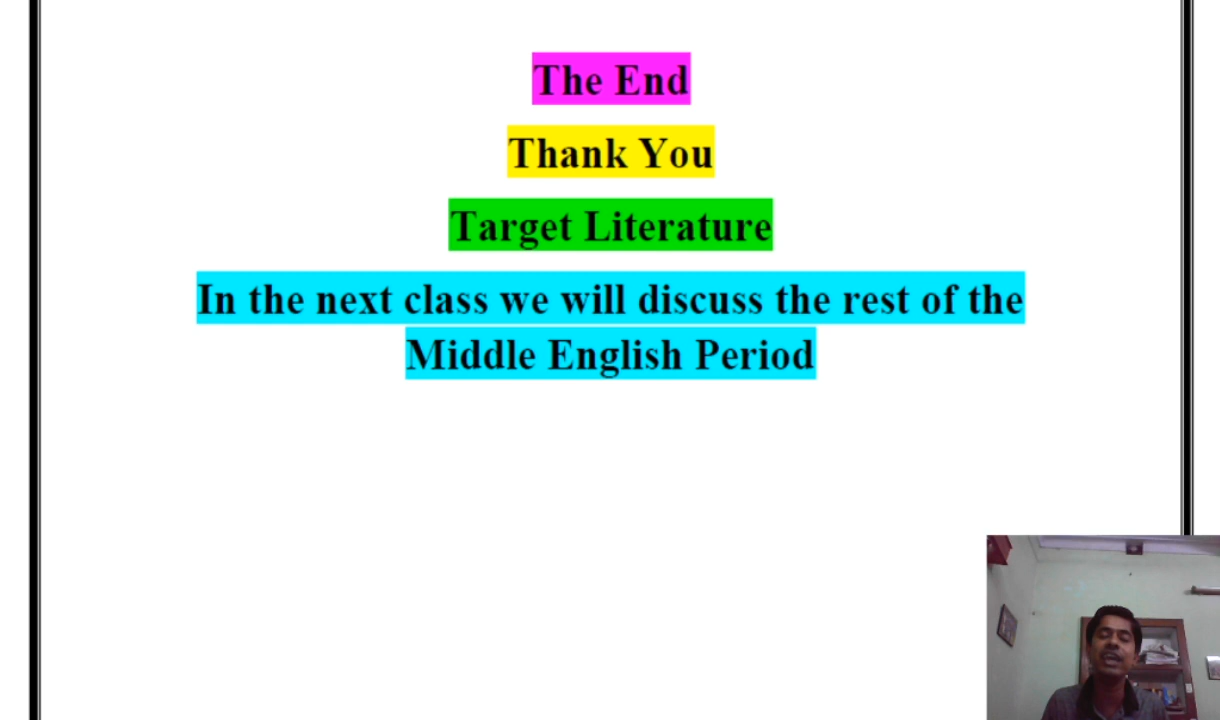 The End
Thank You
Target Literature
In the next class we will discuss the rest of the
Middle English Period